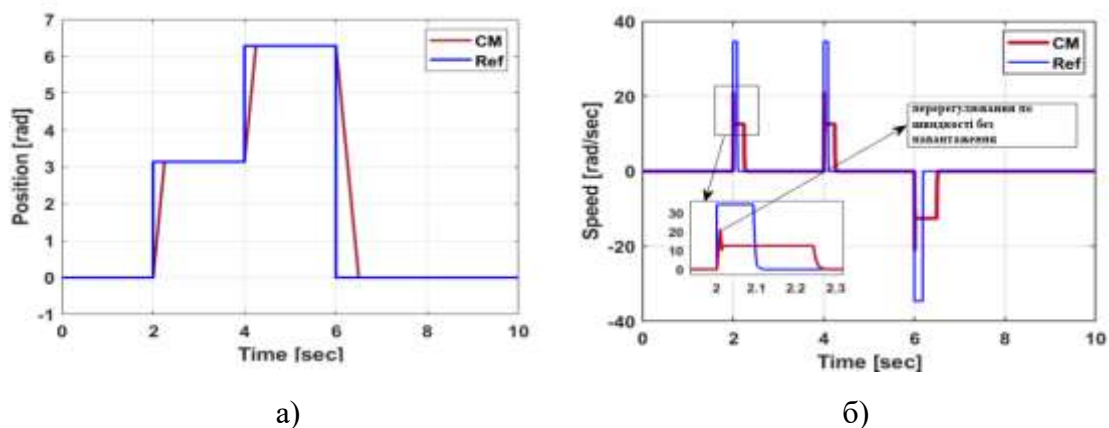 7
6
5
4
3
2
1
0
-1
Position [rad]
0
2
4
6
8
10
Time [sec]
CM
Ref
а)
40
20
0
-20
-40
Speed [rad/sec]
CM
Ref
перерегулювання по
швидкості без
навантаження
30
20
10
0
2
2.1
2.2
2.3
0
2
4
6
8
10
Time [sec]
б)